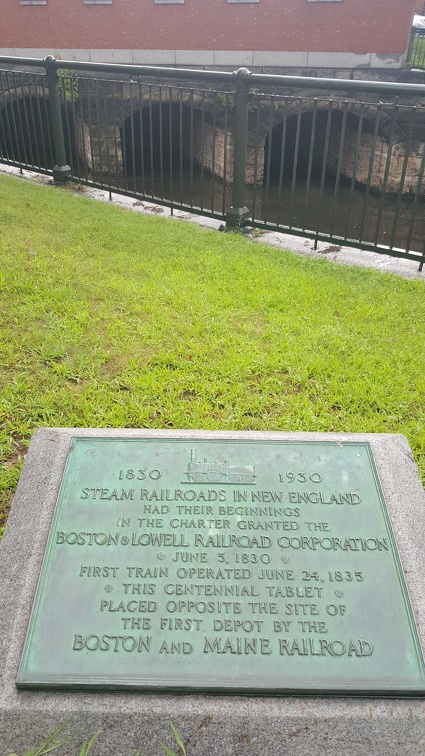 1830 1930
STEAM RAILROADS IN NEW ENGLAND
HAD THEIR BEGINNINGS
IN THE CHARTER GRANTED THE
BOSTON & LOWELL RAILROAD CORPORATION
JUNE 5, 1830
FIRST TRAIN OPERATED JUNE 24, 1835
THIS CENTENNIAL TABLET
PLACED OPPOSITE THE SITE OF
THE FIRST DEPOT BY THE
BOSTON AND MAINE RAILROAD